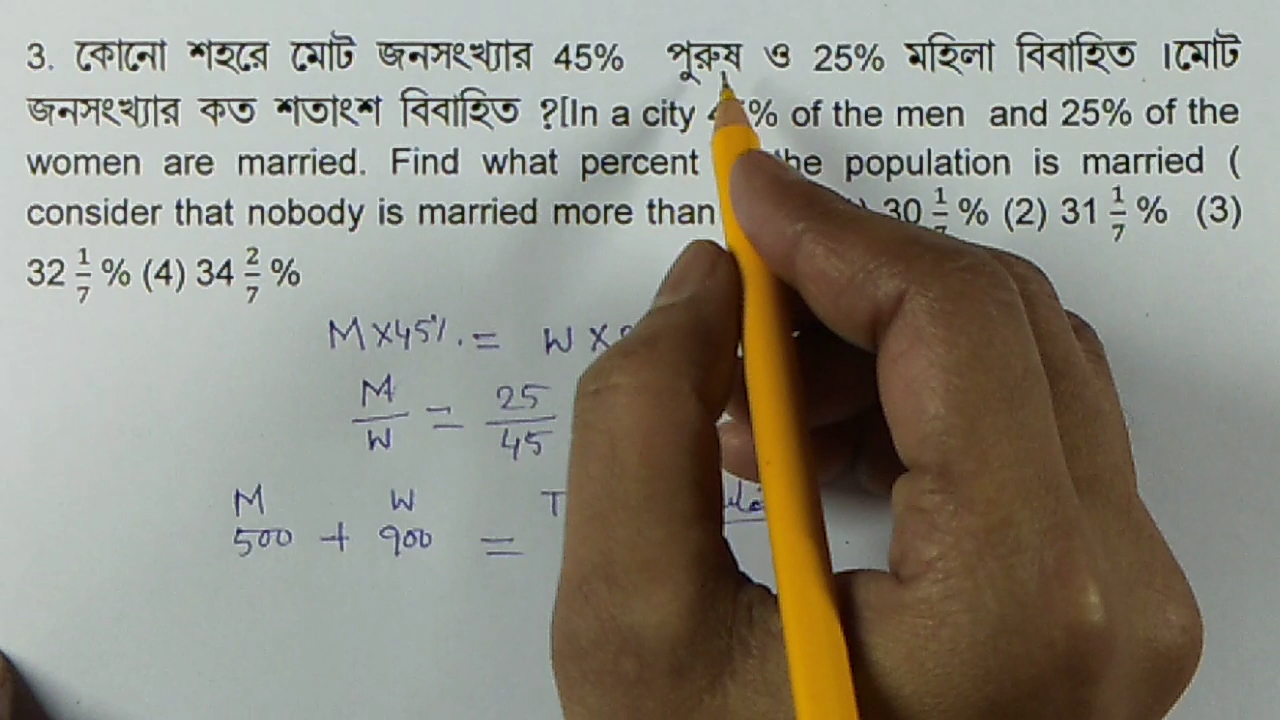 3. কোনো শহরে মোট জনসংখ্যার 45% পুরুষ ও 25% মহিলা বিবাহিত ।মোট
জনসংখ্যার কত শতাংশ বিবাহিত ?[In a city % of the men and 25% of the
women are married. Find what percent the population is married (
consider that nobody is married more than 30 % (2) 31 1/7 % (3)
32 1/7 % (4) 34 2/7 %
M×45%. = W×
M/W = 25/45
M W
500 + 900 =